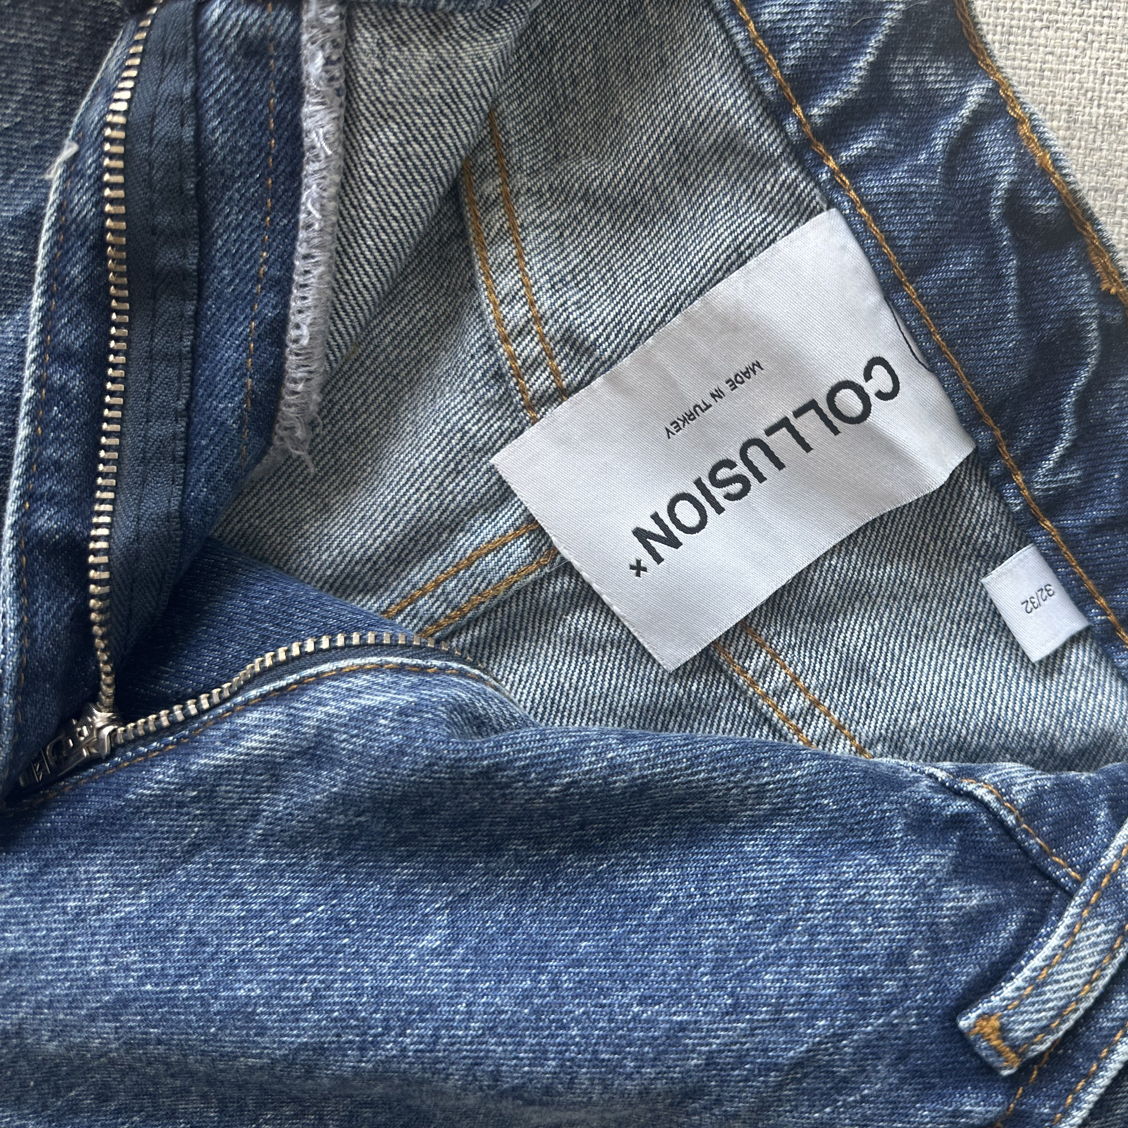 COLLUSION
×
MADE IN TURKEY
32/32